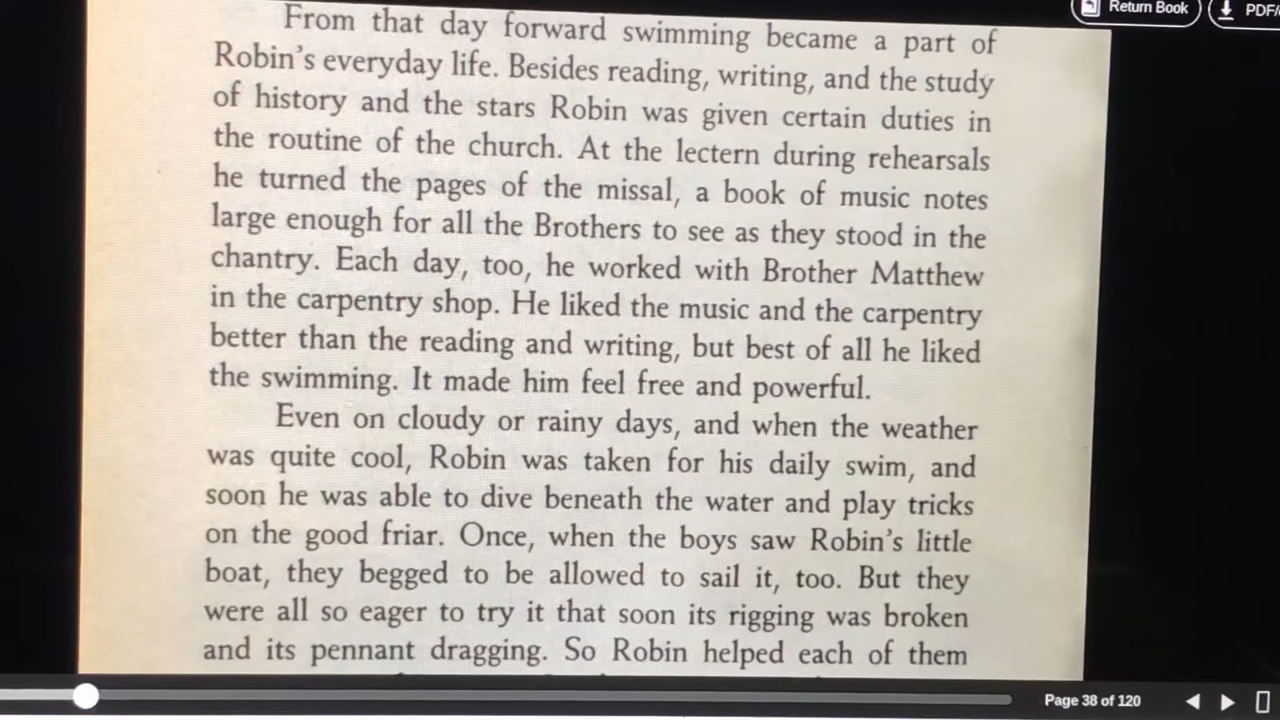 Return Book
PDF/
From that day forward swimming became a part of
Robin's everyday life. Besides reading, writing, and the study
of history and the stars Robin was given certain duties in
the routine of the church. At the lectern during rehearsals
he turned the pages of the missal, a book of music notes
large enough for all the Brothers to see as they stood in the
chantry. Each day, too, he worked with Brother Matthew
in the carpentry shop. He liked the music and the carpentry
better than the reading and writing, but best of all he liked
the swimming. It made him feel free and powerful.
Even on cloudy or rainy days, and when the weather
was quite cool, Robin was taken for his daily swim, and
soon he was able to dive beneath the water and play tricks
on the good friar. Once, when the boys saw Robin's little
boat, they begged to be allowed to sail it, too. But they
were all so eager to try it that soon its rigging was broken
and its pennant dragging. So Robin helped each of them
Page 38 of 120